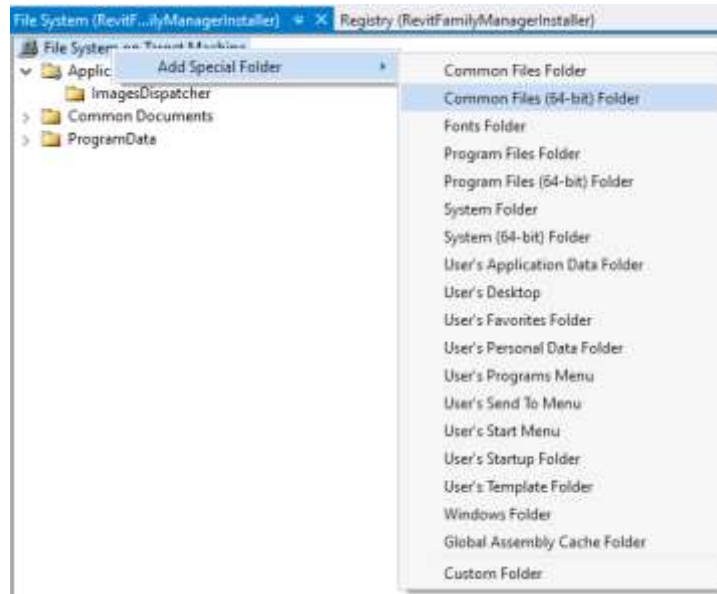 File System (RevitF...ilyManagerInstaller) Registry (RevitFamilyManagerInstaller)
File System on Target Machine
Applic
Add Special Folder
ImagesDispatcher
Common Documents
ProgramData
Common Files Folder
Common Files (64-bit) Folder
Fonts Folder
Program Files Folder
Program Files (64-bit) Folder
System Folder
System (64-bit) Folder
User's Application Data Folder
User's Desktop
User's Favorites Folder
User's Personal Data Folder
User's Programs Menu
User's Send To Menu
User's Start Menu
User's Startup Folder
User's Template Folder
Windows Folder
Global Assembly Cache Folder
Custom Folder